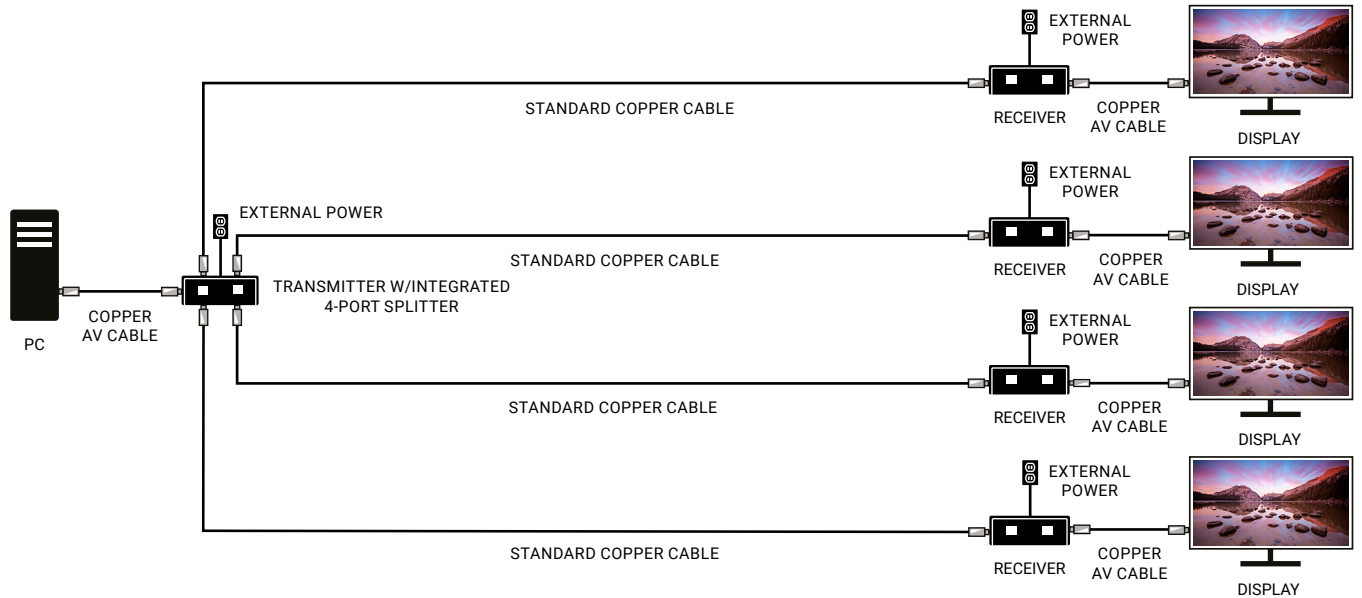 EXTERNAL
POWER
STANDARD COPPER CABLE
RECEIVER
COPPER
AV CABLE
DISPLAY
EXTERNAL
POWER
EXTERNAL POWER
STANDARD COPPER CABLE
RECEIVER
COPPER
AV CABLE
DISPLAY
TRANSMITTER W/INTEGRATED
4-PORT SPLITTER
COPPER
AV CABLE
PC
EXTERNAL
POWER
STANDARD COPPER CABLE
RECEIVER
COPPER
AV CABLE
DISPLAY
EXTERNAL
POWER
STANDARD COPPER CABLE
RECEIVER
COPPER
AV CABLE
DISPLAY